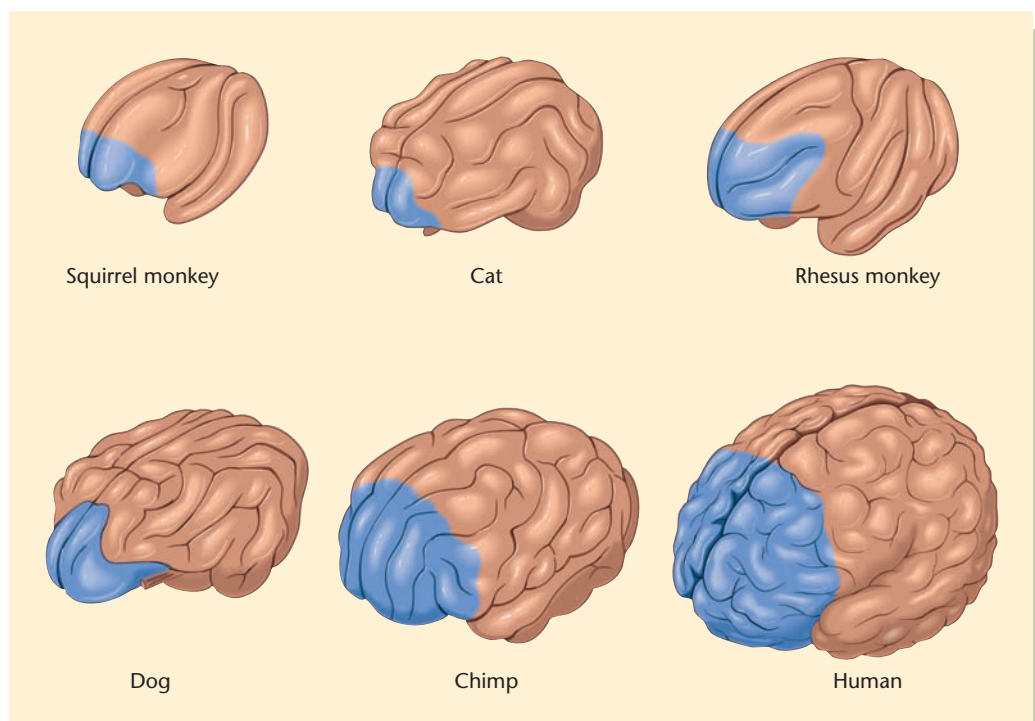 Squirrel monkey
Cat
Rhesus monkey
Dog
Chimp
Human